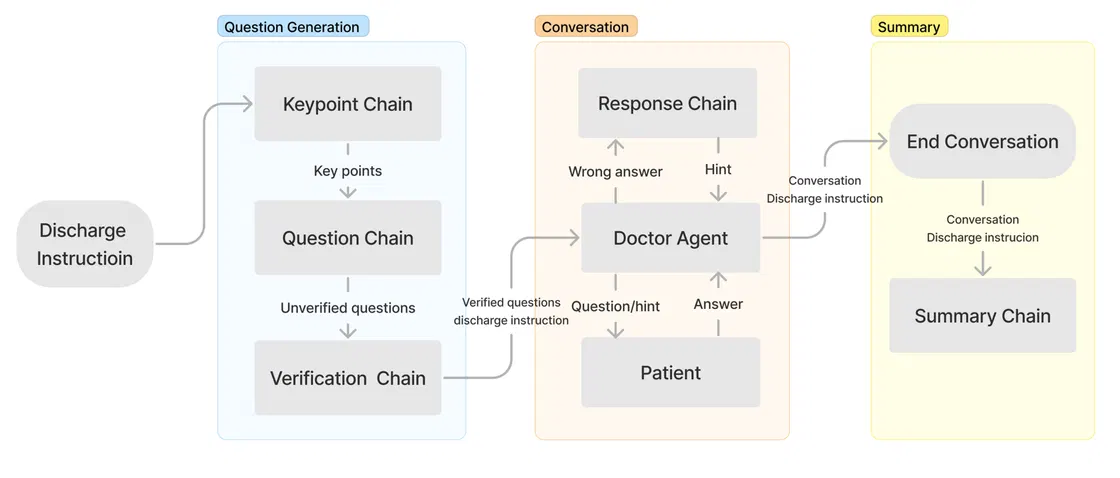 Question Generation
Conversation
Summary
Keypoint Chain
Key points
Question Chain
Unverified questions
Verification  Chain
Discharge
Instructioin
Verified questions
discharge instruction
Response Chain
Wrong answer
Hint
Doctor Agent
Question/hint
Answer
Patient
Conversation
Discharge instruction
End Conversation
Conversation
Discharge instrucion
Summary Chain